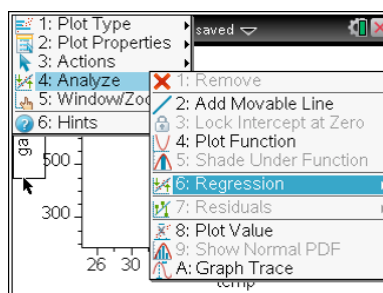 1: Plot Type
2: Plot Properties
3: Actions
4: Analyze
5: Window/Zoo
6: Hints
saved
1: Remove
2: Add Movable Line
3: Lock Intercept at Zero
4: Plot Function
5: Shade Under Function
6: Regression
7: Residuals
8: Plot Value
9: Show Normal PDF
A: Graph Trace
ga
500
300
26 30
temp